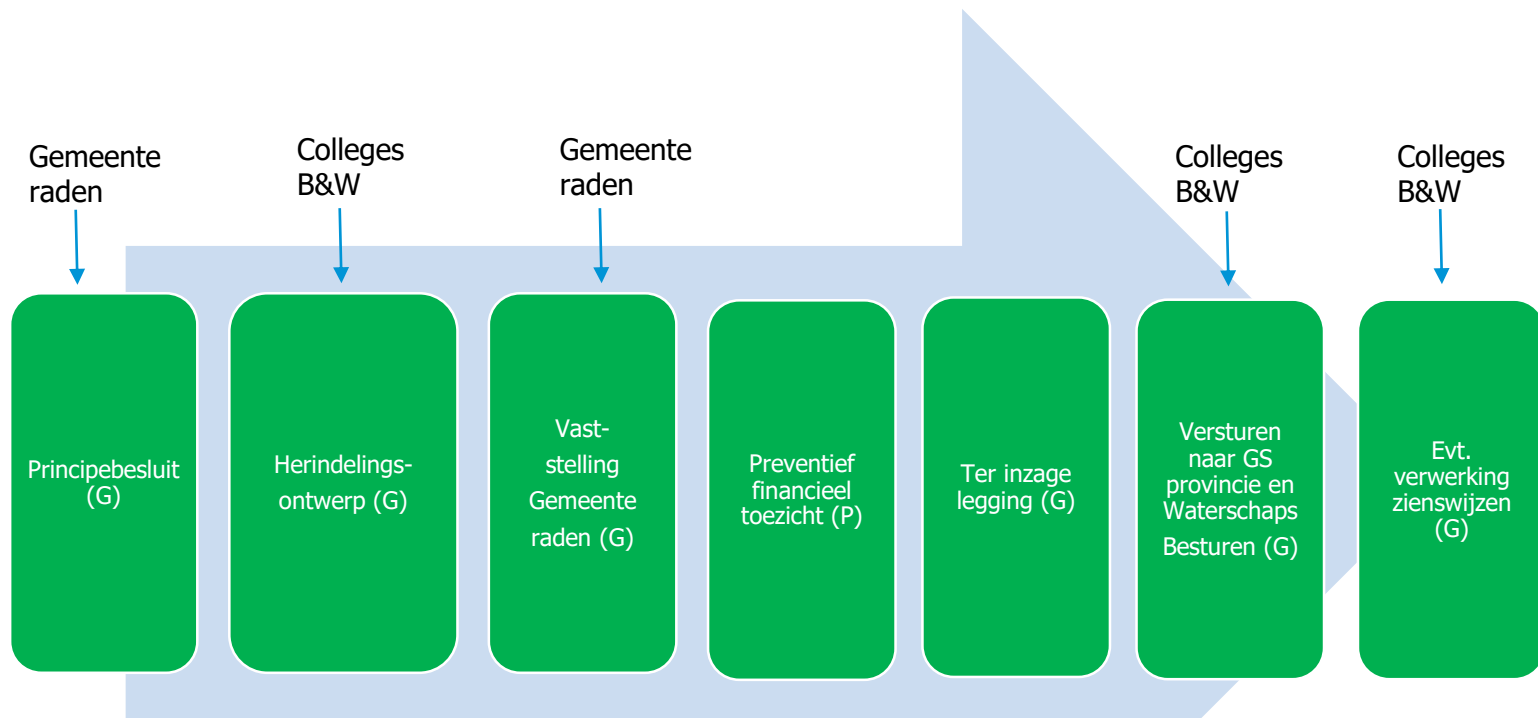 Gemeente
raden
Colleges
B&W
Gemeente
raden
Colleges
B&W
Colleges
B&W
Principebesluit
(G)
Herindelings-
ontwerp (G)
Vast-
stelling
Gemeente
raden (G)
Preventief
financieel
toezicht (P)
Ter inzage
legging (G)
Versturen
naar GS
provincie en
Waterschaps
Besturen (G)
Evt.
verwerking
zienswijzen
(G)